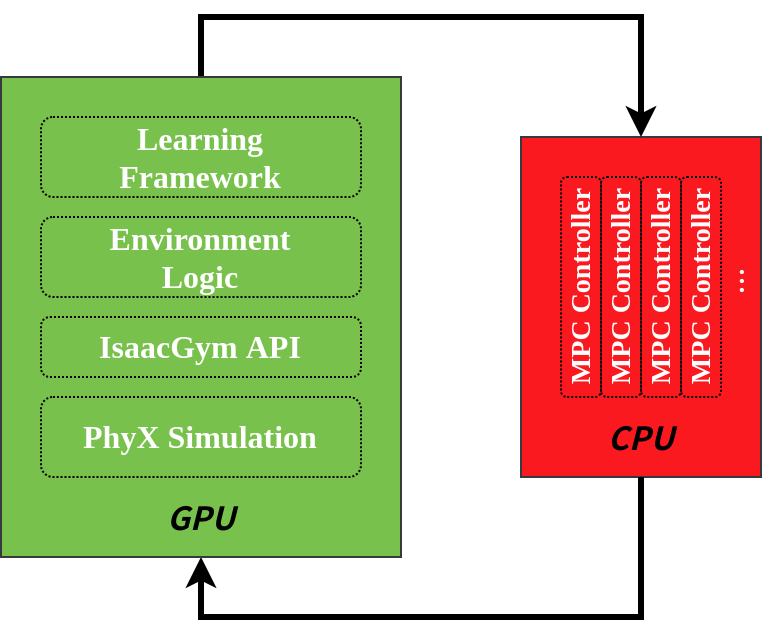 Learning
Framework
Environment
Logic
IsaacGym API
PhyX Simulation
GPU
MPC Controller
MPC Controller
MPC Controller
MPC Controller
...
CPU